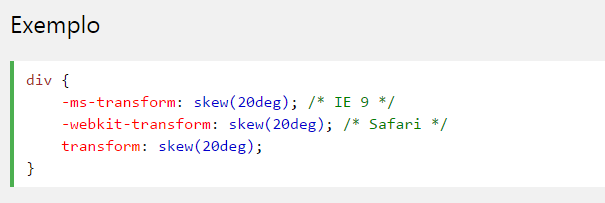 Exemplo
div {
    -ms-transform: skew(20deg); /* IE 9 */
    -webkit-transform: skew(20deg); /* Safari */
    transform: skew(20deg);
}